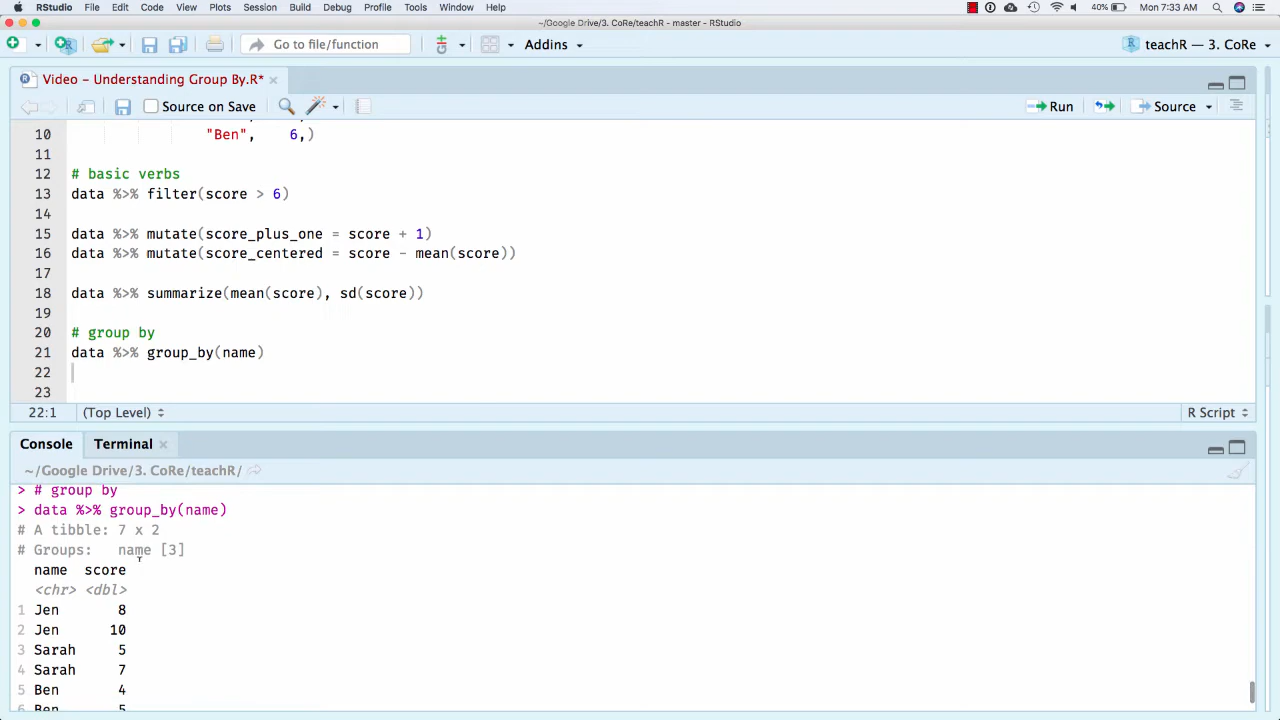 RStudio File Edit Code View Plots Session Build Debug Profile Tools Window Help 40% Mon 7:33 AM
~/Google Drive/3. CoRe/teachR - master - RStudio
Go to file/function Addins teachR — 3. CoRe
Video – Understanding Group By.R*
Source on Save Run Source
10 "Ben", 6,)
11
12 # basic verbs
13 data %>% filter(score > 6)
14
15 data %>% mutate(score_plus_one = score + 1)
16 data %>% mutate(score_centered = score - mean(score))
17
18 data %>% summarize(mean(score), sd(score))
19
20 # group by
21 data %>% group_by(name)
22
23
22:1 (Top Level) R Script
Console Terminal
~/Google Drive/3. CoRe/teachR/
> # group by
> data %>% group_by(name)
# A tibble: 7 x 2
# Groups: name [3]
name score
<chr> <dbl>
1 Jen 8
2 Jen 10
3 Sarah 5
4 Sarah 7
5 Ben 4
6 Ben 5